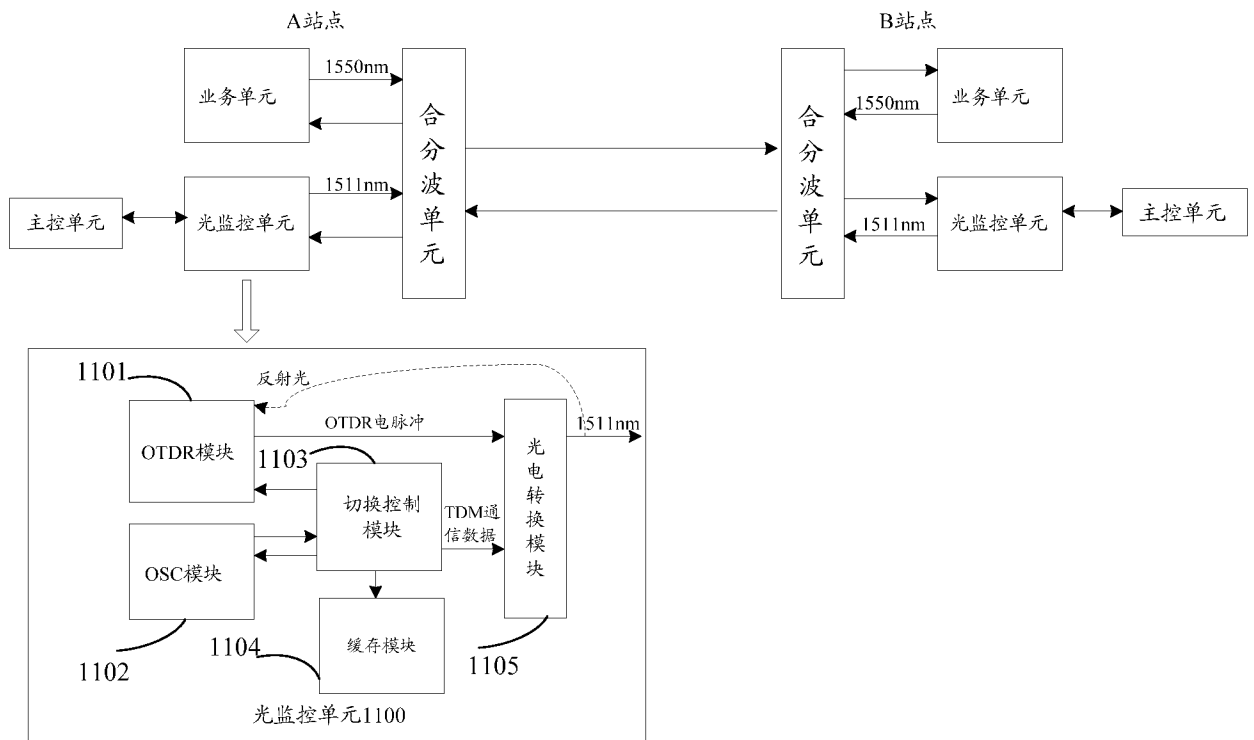 A站点
B站点
业务单元
1550nm
合分波单元
合分波单元
1550nm
业务单元
主控单元
光监控单元
1511nm
1511nm
光监控单元
主控单元
1101
反射光
OTDR模块
OTDR电脉冲
1511nm
1103
光电转换模块
切换控制
模块
TDM通
信数据
OSC模块
1102
1104
缓存模块
1105
光监控单元1100